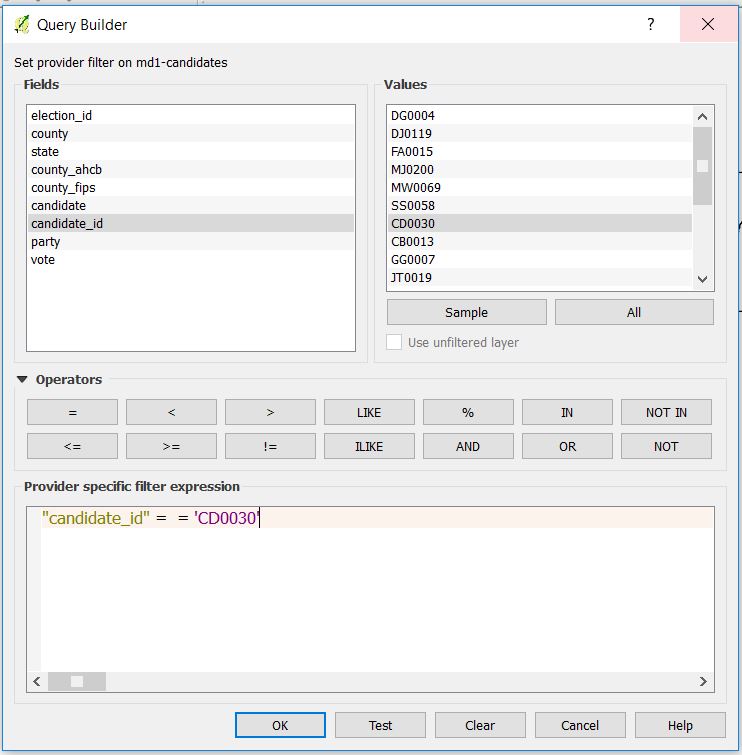 Query Builder
?
Set provider filter on md1-candidates
Fields
election_id
county
state
county_ahcb
county_fips
candidate
candidate_id
party
vote
Values
DG0004
DJ0119
FA0015
MJ0200
MW0069
SS0058
CD0030
CB0013
GG0007
JT0019
Sample All
Use unfiltered layer
Operators
= < > LIKE % IN NOT IN
<= >= != ILIKE AND OR NOT
Provider specific filter expression
"candidate_id" =  = 'CD0030'
OK Test Clear Cancel Help